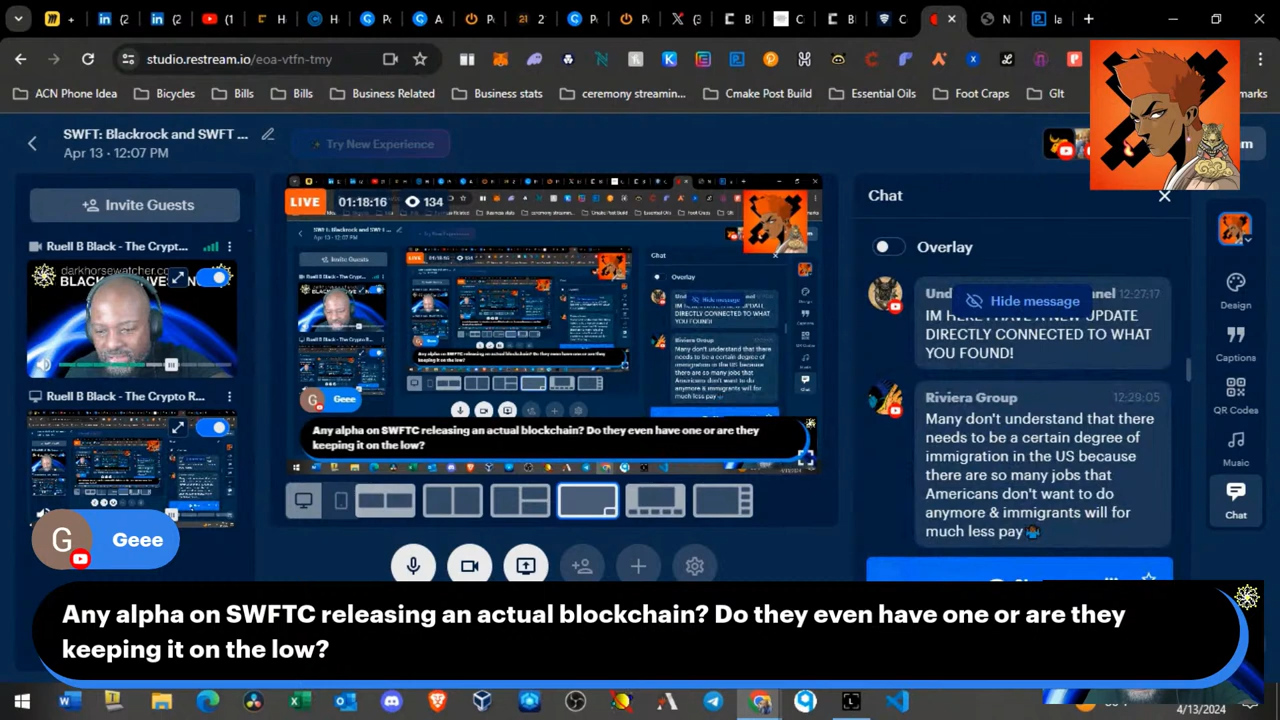 studio.restream.io/eoa-vtfn-tmy
ACN Phone Idea
Bicycles
Bills
Bills
Business Related
Business stats
ceremony streamin...
Cmake Post Build
Essential Oils
Foot Craps
GIt
SWFT: Blackrock and SWFT ...
Apr 13 • 12:07 PM
Try New Experience
Invite Guests
Ruell B Black - The Crypt...
darkhorsewatcher.co
Ruell B Black - The Crypto R...
LIVE
01:18:16
134
Any alpha on SWFTC releasing an actual blockchain? Do they even have one or are they
keeping it on the low?
Geee
Chat
Overlay
Hide message
12:27:17
DIRECTLY CONNECTED TO WHAT
YOU FOUND!
Riviera Group
12:29:05
Many don't understand that there
needs to be a certain degree of
immigration in the US because
there are so many jobs that
Americans don't want to do
anymore & immigrants will for
much less pay
Design
Captions
QR Codes
Music
Chat
G
Geee
Any alpha on SWFTC releasing an actual blockchain? Do they even have one or are they
keeping it on the low?
4/13/2024